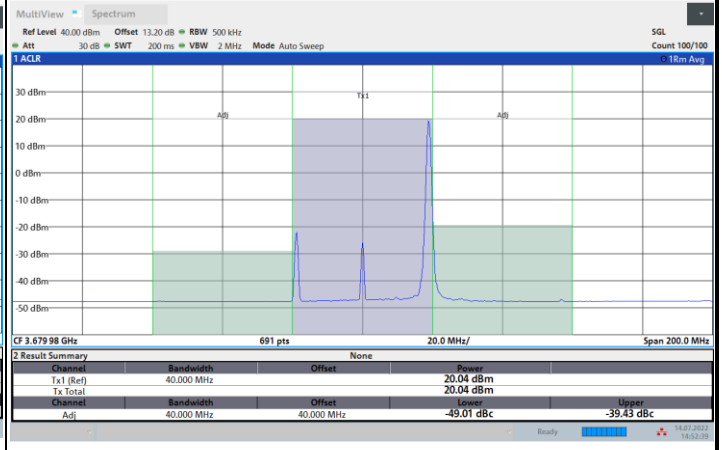 MultiView Spectrum
Ref Level 40.00 dBm Offset 13.20 dB RBW 500 kHz SGL
Att 30 dB SWT 200 ms VBW 2 MHz Mode Auto Sweep Count 100/100
1 ACLR 1Rm Avg
30 dBm
Tx1
20 dBm Adj Adj
10 dBm
0 dBm
-10 dBm
-20 dBm
-30 dBm
-40 dBm
-50 dBm
CF 3.67998 GHz 691 pts 20.0 MHz/ Span 200.0 MHz
2 Result Summary None
Channel Bandwidth Offset Power
Tx1 (Ref) 40.000 MHz 20.04 dBm
Tx Total 20.04 dBm
Channel Bandwidth Offset Lower Upper
Adj 40.000 MHz 40.000 MHz -49.01 dBc -39.43 dBc
Ready 14.07.2022
14:52:39